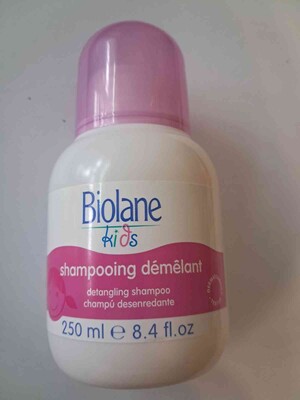 Biolane
kids
shampooing démêlant
detangling shampoo
champú desenredante
250 ml e 8.4 fl.oz